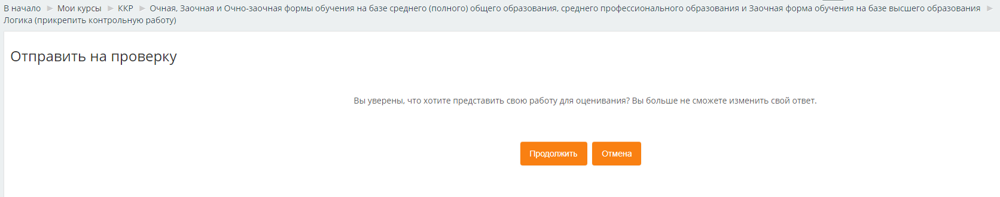 В начало ► Мои курсы ► ККР ► Очная, Заочная и Очно-заочная формы обучения на базе среднего (полного) общего образования, среднего профессионального образования и Заочная форма обучения на базе высшего образования ►
Логика (прикрепить контрольную работу)
Отправить на проверку
Вы уверены, что хотите представить свою работу для оценивания? Вы больше не сможете изменить свой ответ.
Продолжить Отмена